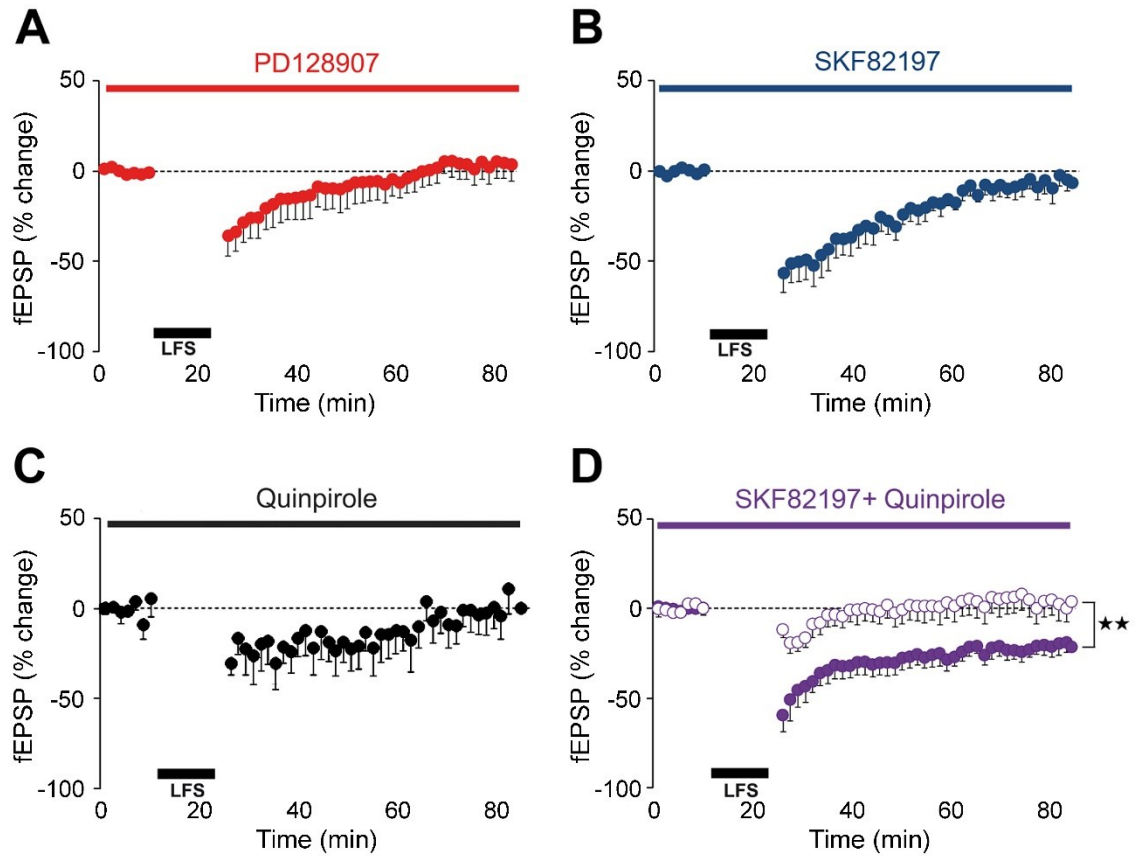 A
PD128907
50
0
-50
-100
fEPSP (% change)
LFS
0 20 40 60 80
Time (min)
B
SKF82197
50
0
-50
-100
fEPSP (% change)
LFS
0 20 40 60 80
Time (min)
C
Quinpirole
50
0
-50
-100
fEPSP (% change)
LFS
0 20 40 60 80
Time (min)
D
SKF82197+ Quinpirole
50
0
-50
-100
fEPSP (% change)
LFS
0 20 40 60 80
Time (min)
★★